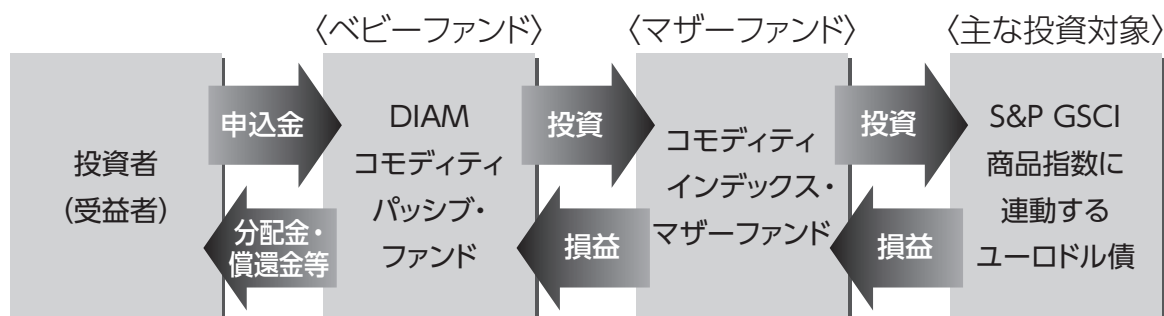 〈ベビーファンド〉
〈マザーファンド〉
〈主な投資対象〉
投資者
(受益者)
申込金
分配金・
償還金等
DIAM
コモディティ
パッシブ・
ファンド
投資
損益
コモディティ
インデックス・
マザーファンド
投資
損益
S&P GSCI
商品指数に
連動する
ユーロドル債